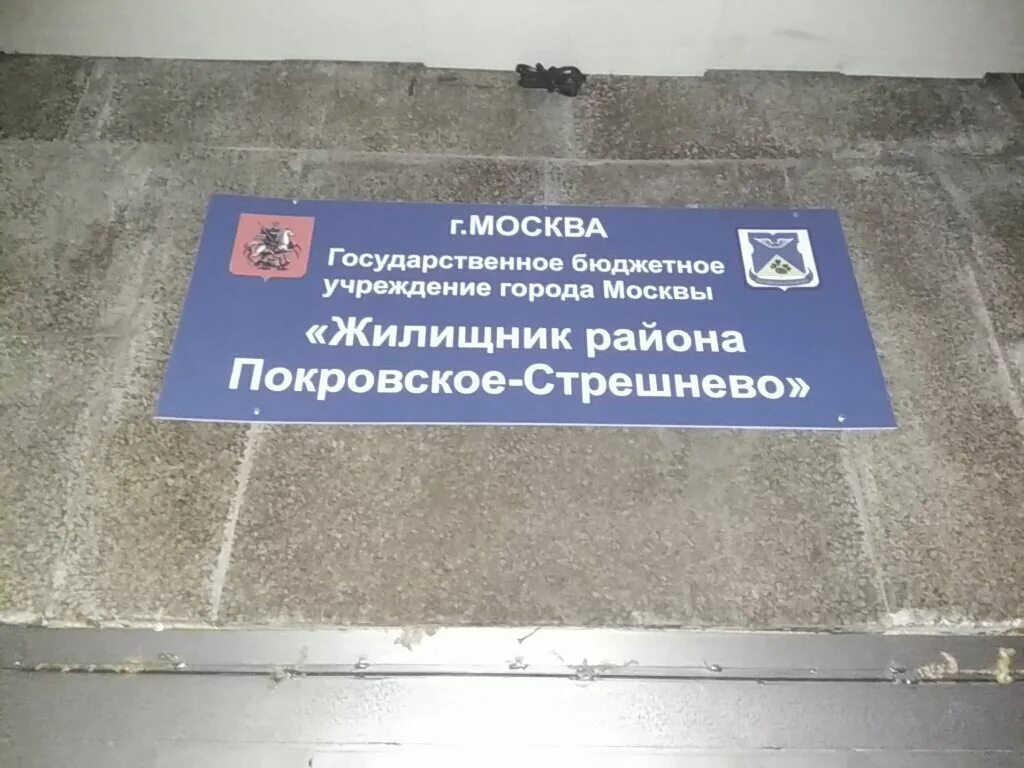 г.МОСКВА
Государственное бюджетное
учреждение города Москвы
«Жилищник района
Покровское-Стрешнево»